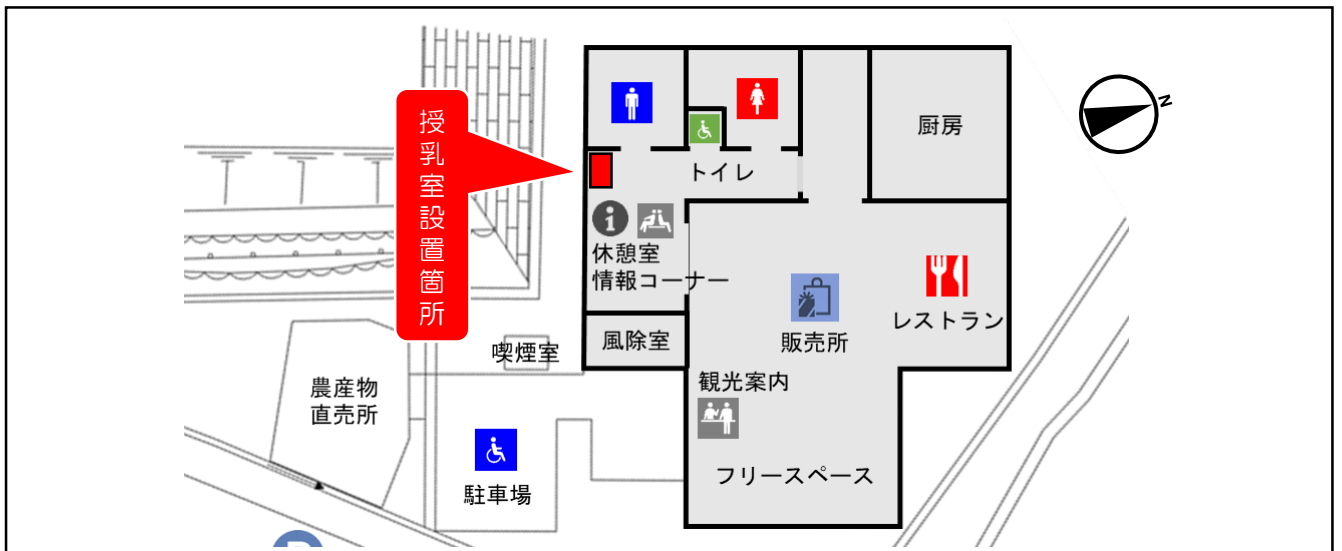 授乳室設置箇所
厨房
N
トイレ
休憩室
情報コーナー
レストラン
販売所
風除室
喫煙室
観光案内
農産物
直売所
フリースペース
駐車場